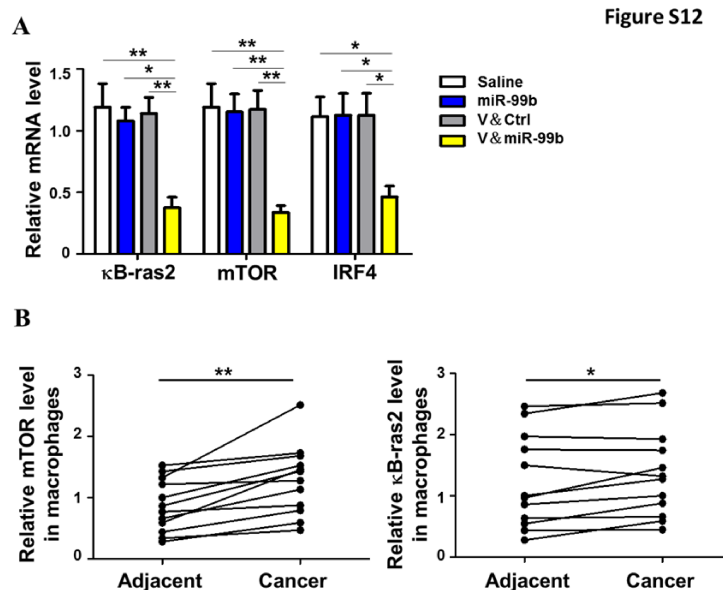 Figure S12
A
** ** *
* ** *
** ** *
Relative mRNA level
1.5
1.0
0.5
0
κB-ras2 mTOR IRF4
Saline
miR-99b
V&Ctrl
V&miR-99b
B
Relative mTOR level
in macrophages
3
2
1
0
**
Adjacent Cancer
Relative κB-ras2 level
in macrophages
3
2
1
0
*
Adjacent Cancer